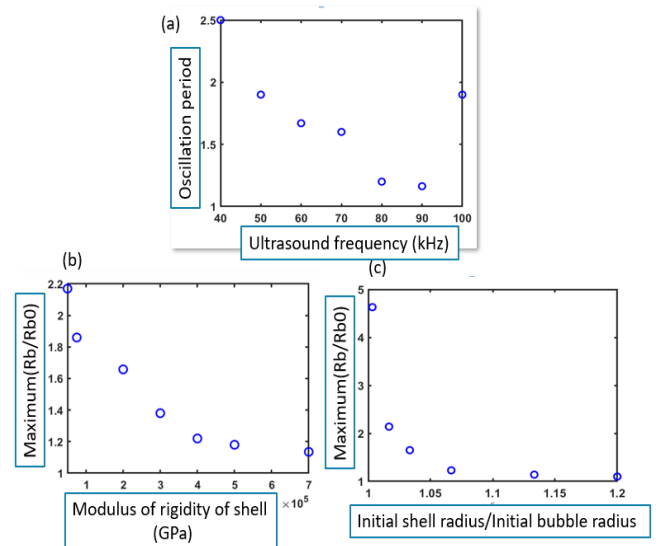 (a)
Oscillation period
2.5
2
1.5
1
40 50 60 70 80 90 100
Ultrasound frequency (kHz)
(b)
Maximum(Rb/Rb0)
2.2
2
1.8
1.6
1.4
1.2
1
1 2 3 4 5 6 7
×10⁵
Modulus of rigidity of shell
(GPa)
(c)
Maximum(Rb/Rb0)
5
4
3
2
1
1 1.05 1.1 1.15 1.2
Initial shell radius/Initial bubble radius